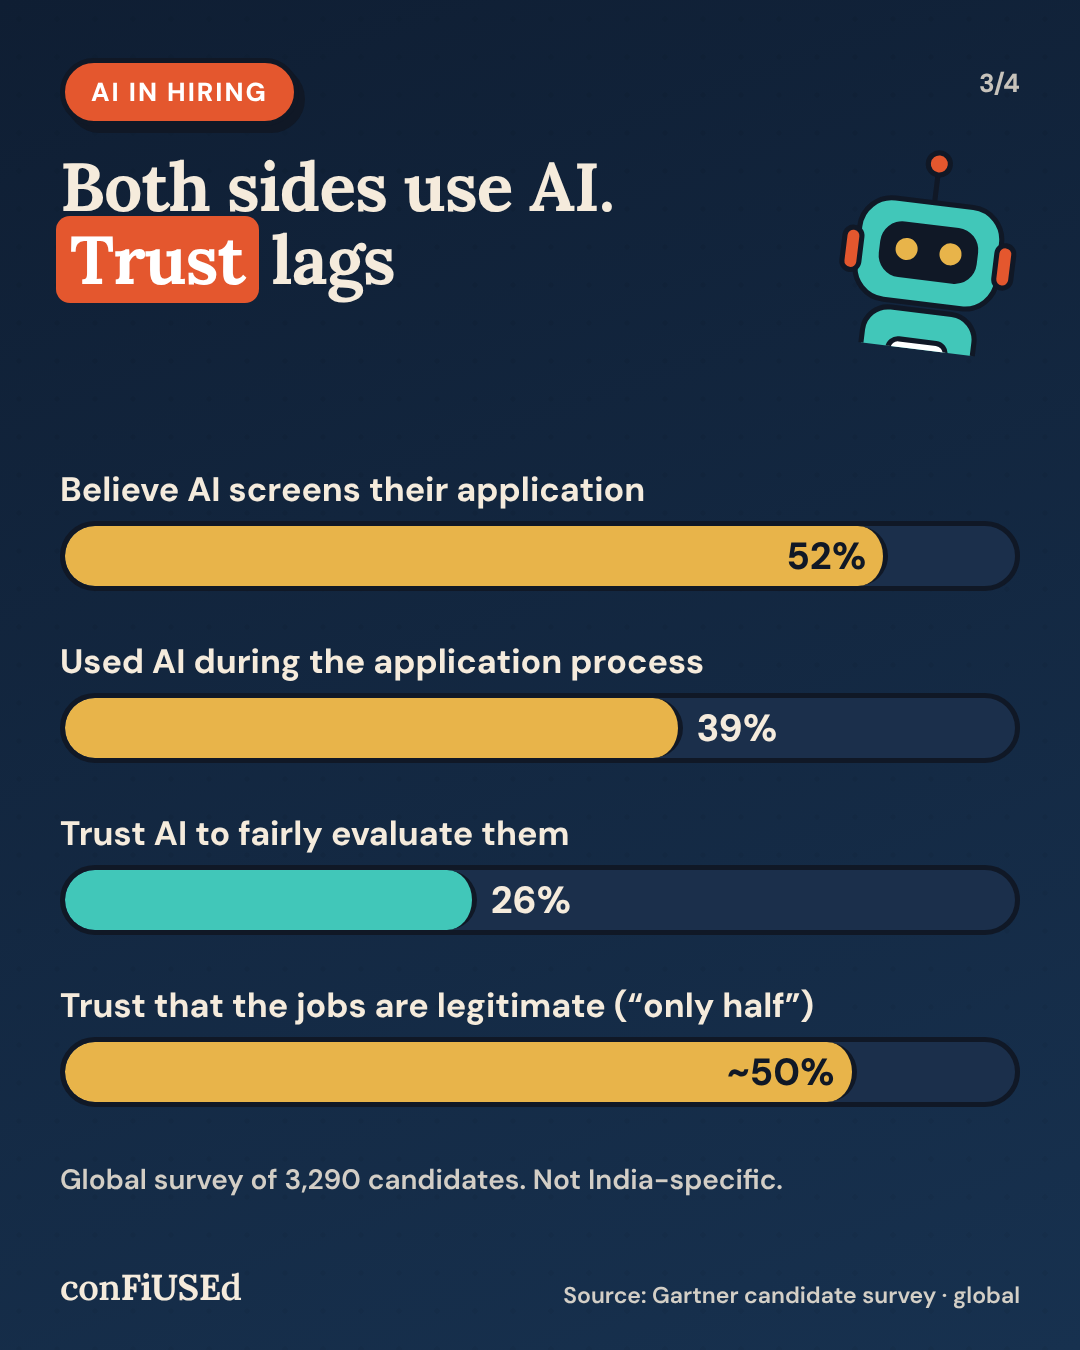 AI IN HIRING
3/4
Both sides use AI.
Trust lags
Believe AI screens their application
52%
Used AI during the application process
39%
Trust AI to fairly evaluate them
26%
Trust that the jobs are legitimate (“only half”)
~50%
Global survey of 3,290 candidates. Not India-specific.
conFiUSEd
Source: Gartner candidate survey · global